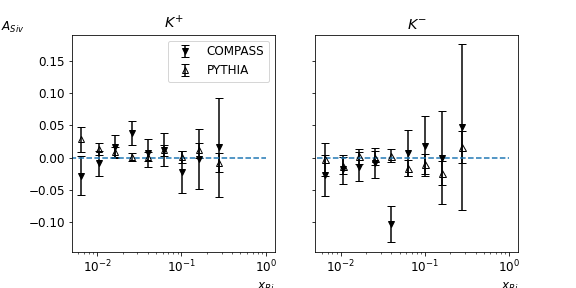 A_{Siv}
K^+
K^-
COMPASS
PYTHIA
0.15
0.10
0.05
0.00
−0.05
−0.10
10^{-2} 10^{-1} 10^0
10^{-2} 10^{-1} 10^0
x_{Bj} x_{Bj}